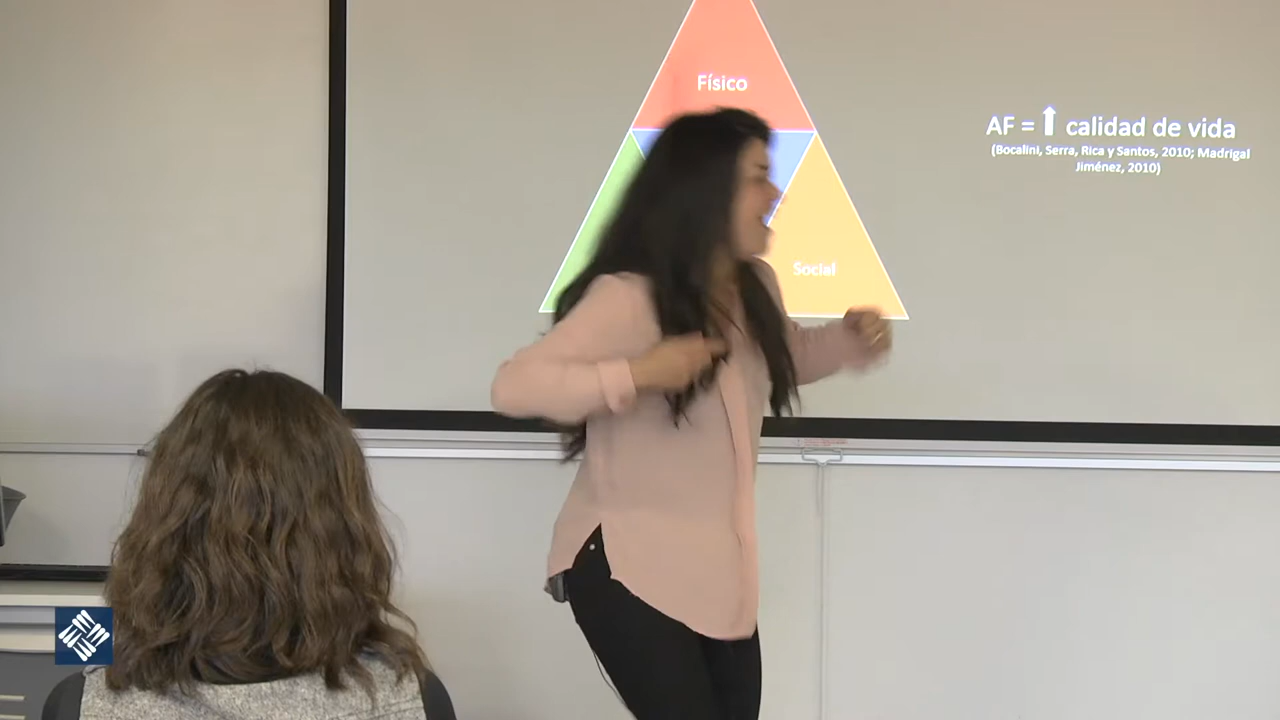 Físico
AF = ⬆ calidad de vida
(Bocalini, Serra, Rica y Santos, 2010; Madrigal
Jiménez, 2010)
Social